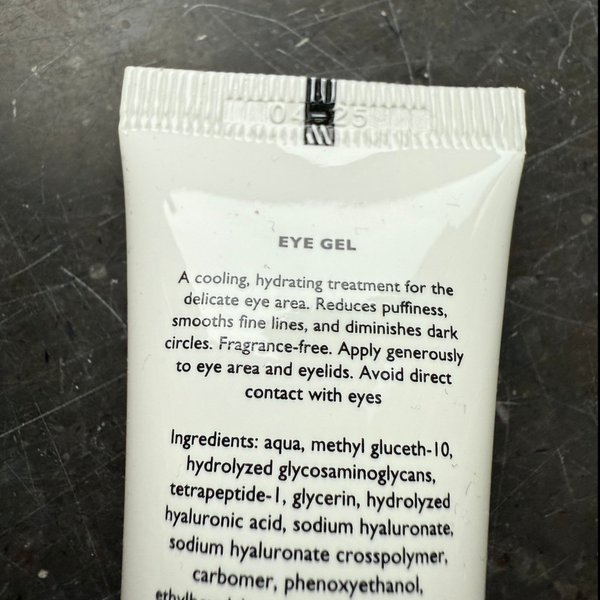 EYE GEL
A cooling, hydrating treatment for the
delicate eye area. Reduces puffiness,
smooths fine lines, and diminishes dark
circles. Fragrance-free. Apply generously
to eye area and eyelids. Avoid direct
contact with eyes
Ingredients: aqua, methyl gluceth-10,
hydrolyzed glycosaminoglycans,
tetrapeptide-1, glycerin, hydrolyzed
hyaluronic acid, sodium hyaluronate,
sodium hyaluronate crosspolymer,
carbomer, phenoxyethanol,